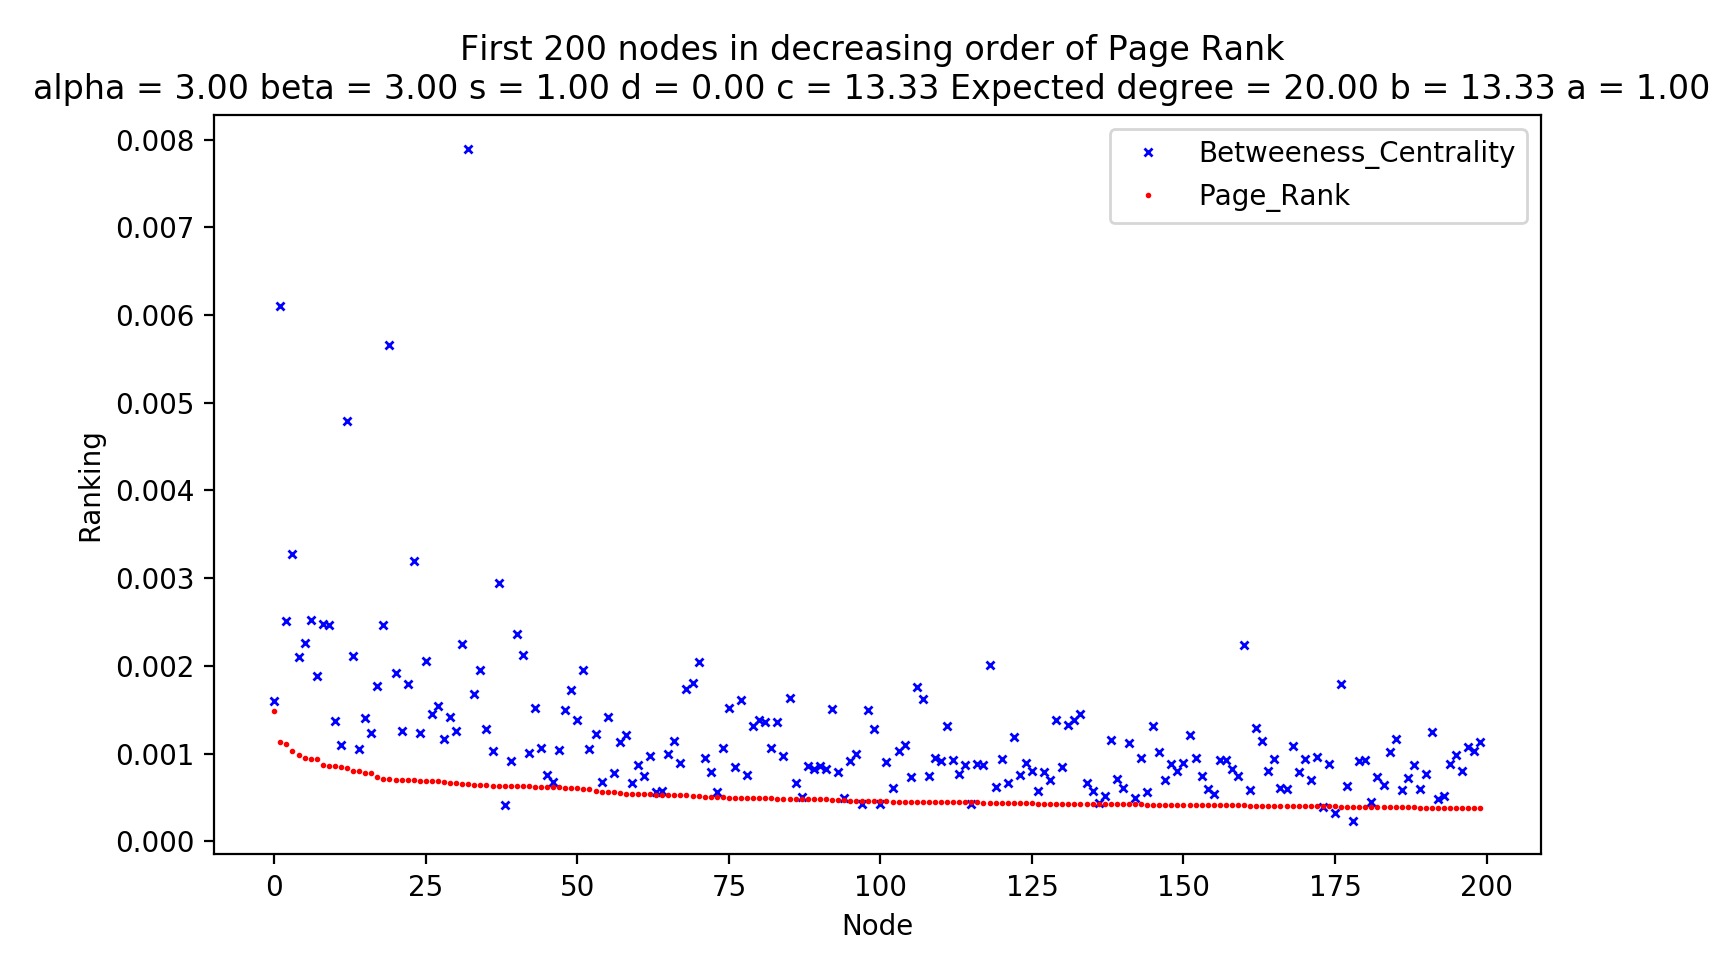 First 200 nodes in decreasing order of Page Rank
alpha = 3.00 beta = 3.00 s = 1.00 d = 0.00 c = 13.33 Expected degree = 20.00 b = 13.33 a = 1.00
Betweeness_Centrality
Page_Rank
0.008
0.007
0.006
0.005
0.004
0.003
0.002
0.001
0.000
Ranking
0 25 50 75 100 125 150 175 200
Node